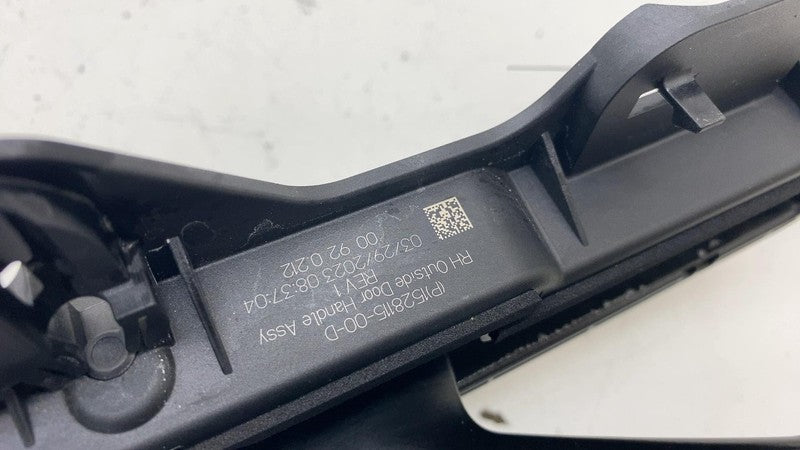 (P)1528115-00-D
RH Outside Door Handle Assy
REV 1
03/29/2023 08:37:04
00 92 0.212